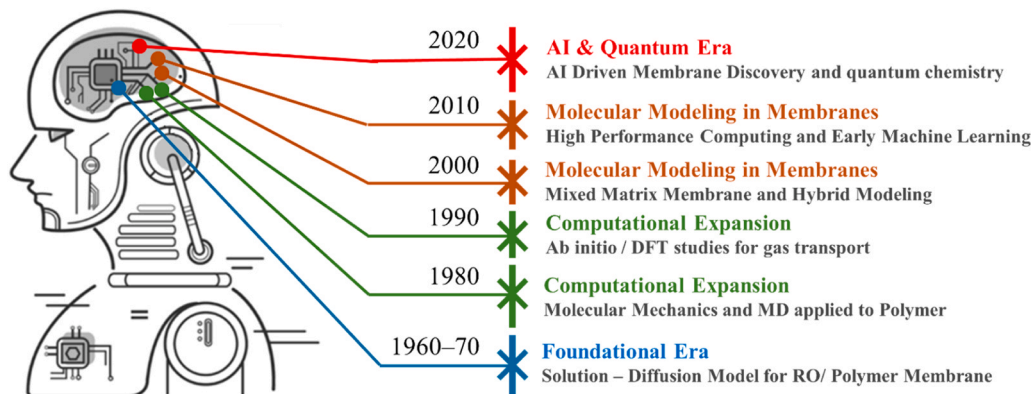 2020
AI & Quantum Era
AI Driven Membrane Discovery and quantum chemistry
2010
Molecular Modeling in Membranes
High Performance Computing and Early Machine Learning
2000
Molecular Modeling in Membranes
Mixed Matrix Membrane and Hybrid Modeling
1990
Computational Expansion
Ab initio / DFT studies for gas transport
1980
Computational Expansion
Molecular Mechanics and MD applied to Polymer
1960–70
Foundational Era
Solution – Diffusion Model for RO/ Polymer Membrane